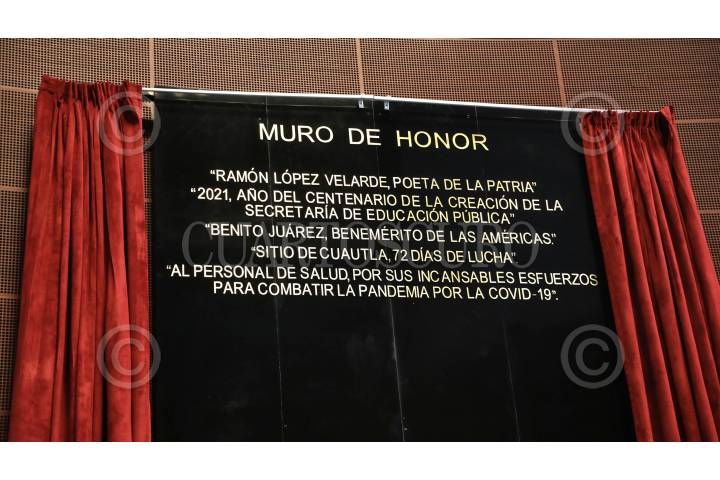 MURO DE HONOR
"RAMÓN LÓPEZ VELARDE, POETA DE LA PATRIA"
"2021, AÑO DEL CENTENARIO DE LA CREACIÓN DE LA
SECRETARÍA DE EDUCACIÓN PÚBLICA"
"BENITO JUÁREZ, BENEMÉRITO DE LAS AMÉRICAS."
CUARTOSCURO
"SITIO DE CUAUTLA, 72 DÍAS DE LUCHA".
"AL PERSONAL DE SALUD, POR SUS INCANSABLES ESFUERZOS
PARA COMBATIR LA PANDEMIA POR LA COVID-19".
© © © ©